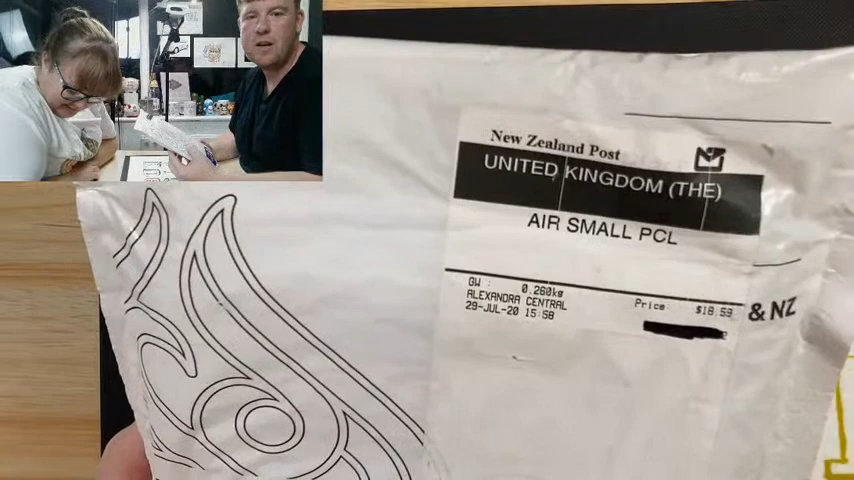 New Zealand Post
UNITED KINGDOM (THE)
AIR SMALL PCL
GW : 0.260kg
ALEXANDRA CENTRAL
29-JUL-20 15:58
Price: $18.59
& NZ